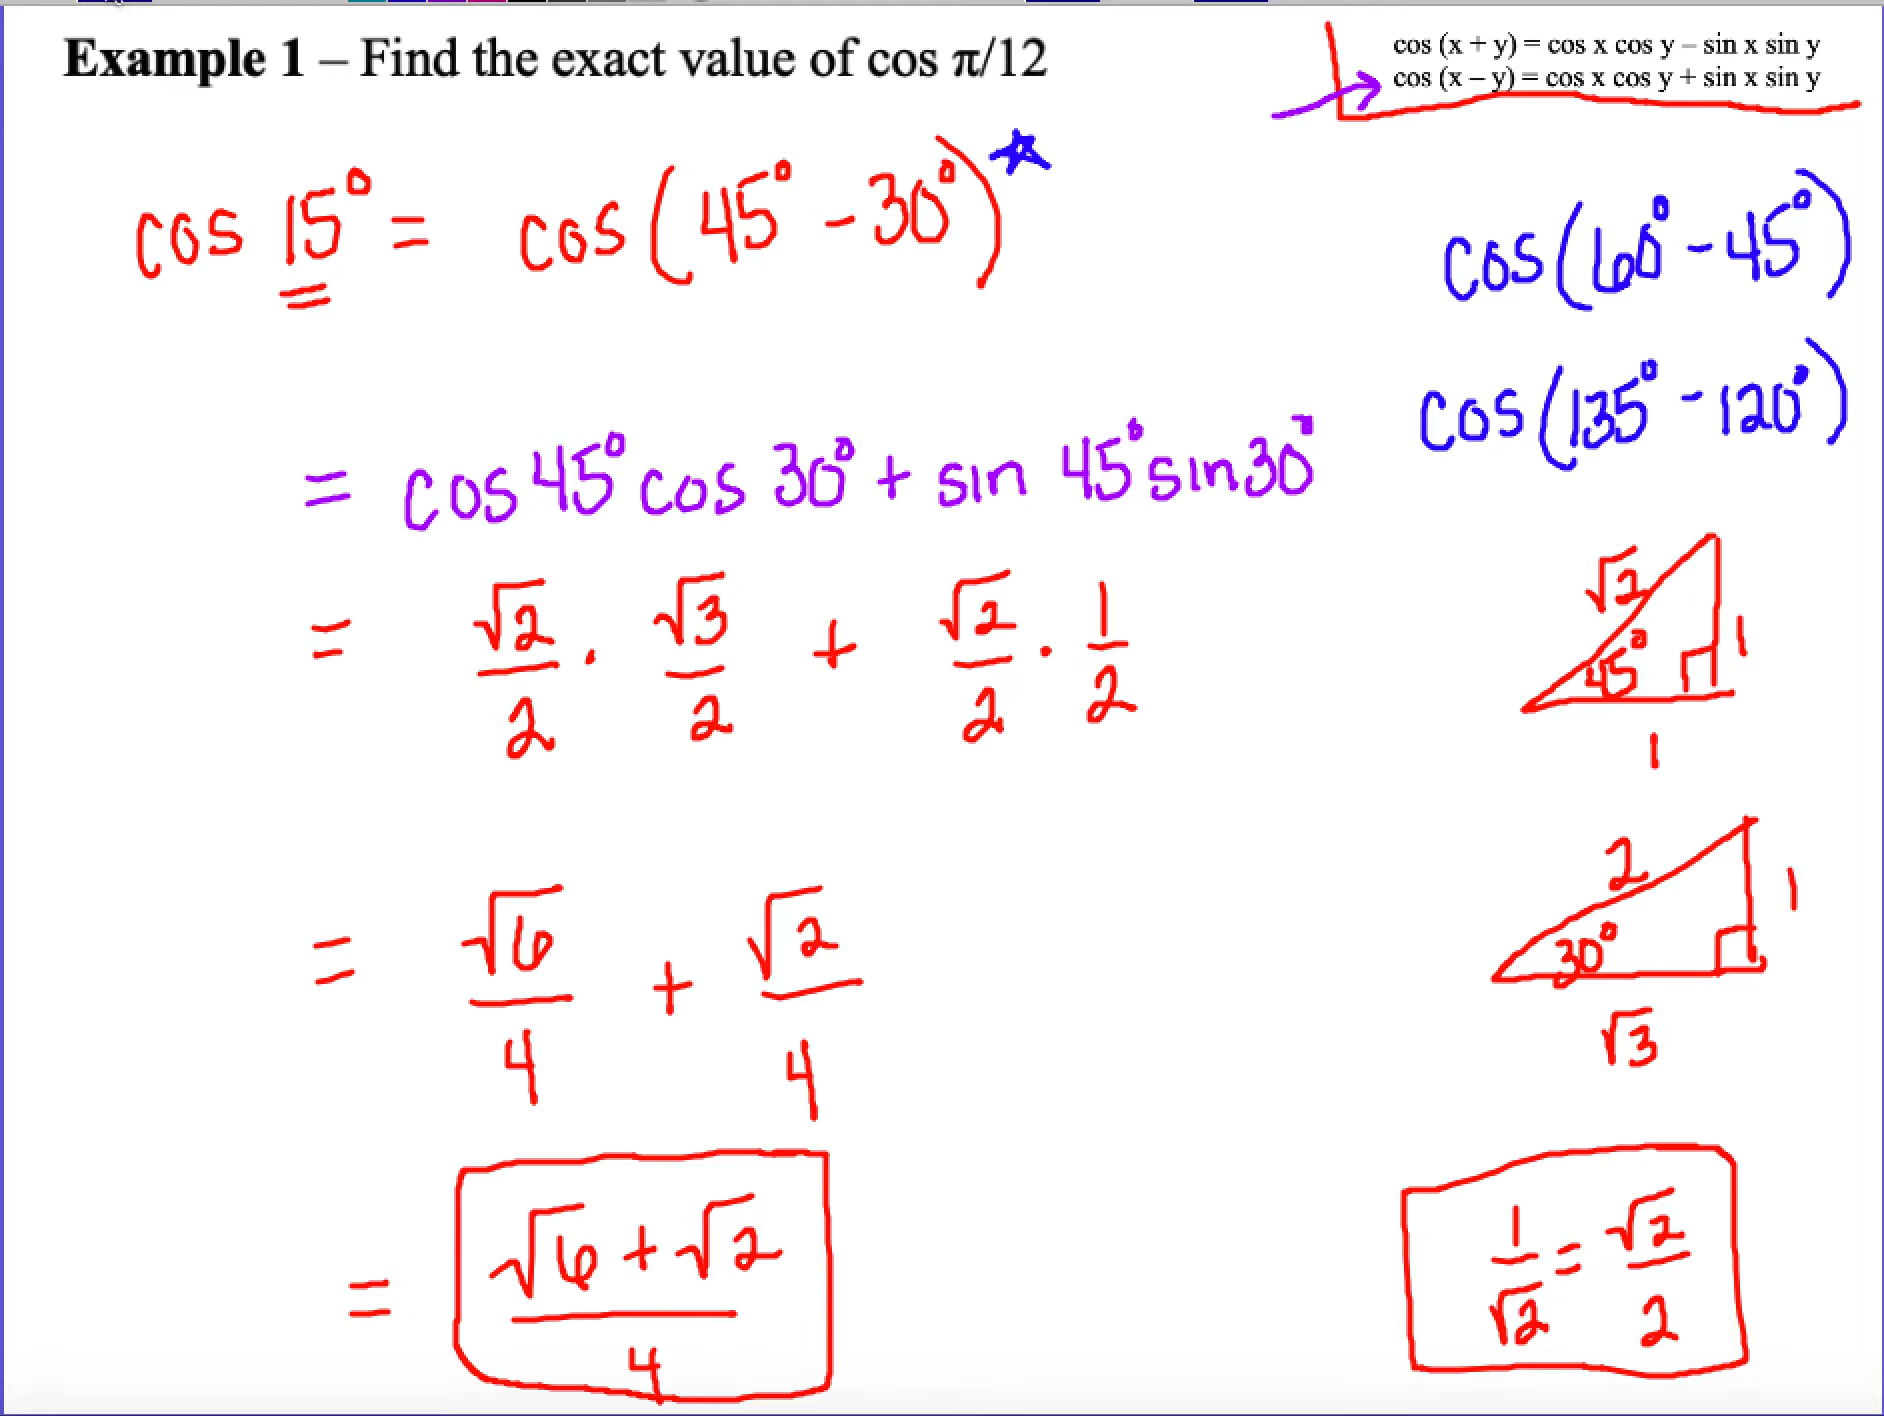 Example 1 – Find the exact value of cos π/12
cos (x + y) = cos x cos y – sin x sin y
cos (x – y) = cos x cos y + sin x sin y
cos 15° = cos(45° - 30°)
cos(60° - 45°)
cos(135° - 120°)
= cos 45° cos 30° + sin 45° sin 30°
= √2/2 · √3/2 + √2/2 · 1/2
√2
45°
1
1
= √6/4 + √2/4
2
30°
1
√3
= √6 + √2 / 4
1/√2 = √2/2